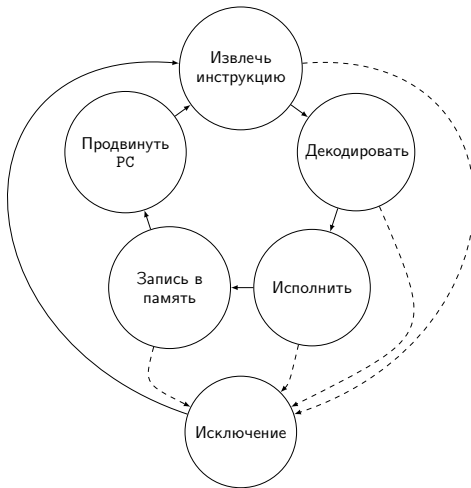 Извлечь
инструкцию
Продвинуть
PC
Декодировать
Запись в
память
Исполнить
Исключение